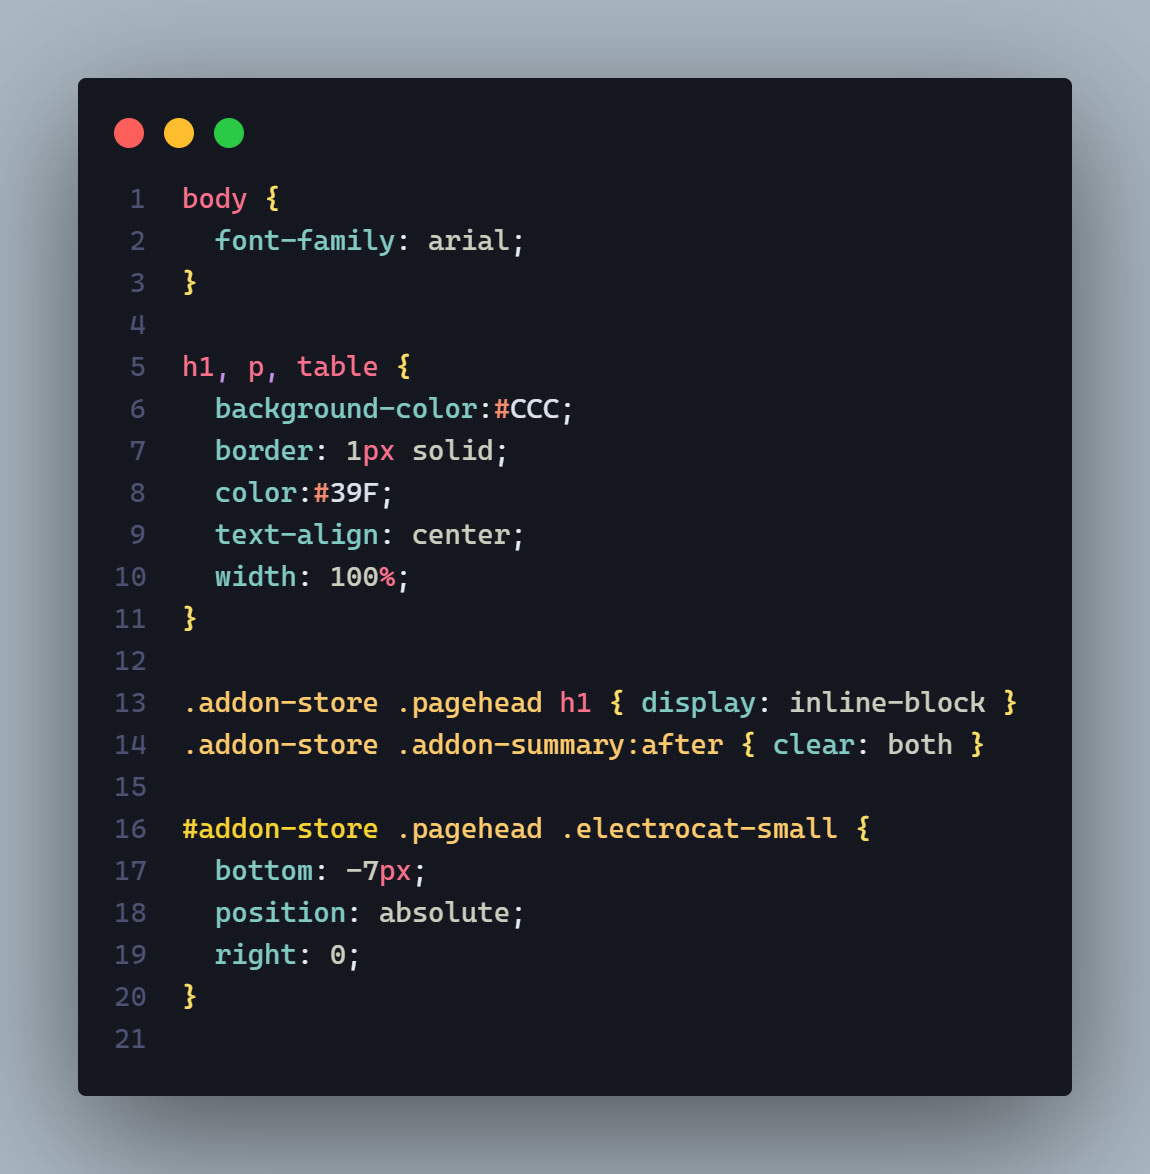 1 body {
2   font-family: arial;
3 }
4
5 h1, p, table {
6   background-color:#CCC;
7   border: 1px solid;
8   color:#39F;
9   text-align: center;
10   width: 100%;
11 }
12
13 .addon-store .pagehead h1 { display: inline-block }
14 .addon-store .addon-summary:after { clear: both }
15
16 #addon-store .pagehead .electrocat-small {
17   bottom: -7px;
18   position: absolute;
19   right: 0;
20 }
21